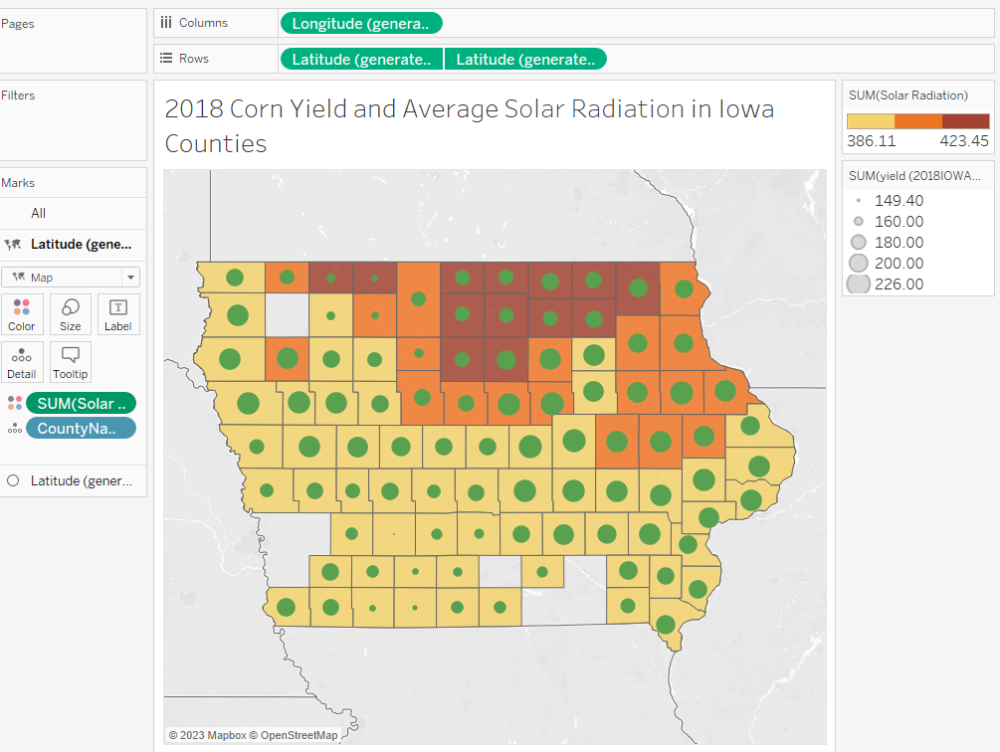 Pages
Columns
Longitude (genera..
Rows
Latitude (generate..
Latitude (generate..
Filters
Marks
All
Latitude (gene...
Map
Color
Size
Label
T
Detail
Tooltip
SUM(Solar ..
CountyNa..
Latitude (gener...
2018 Corn Yield and Average Solar Radiation in Iowa
Counties
© 2023 Mapbox © OpenStreetMap
SUM(Solar Radiation)
386.11
423.45
SUM(yield (2018IOWA...
149.40
160.00
180.00
200.00
226.00